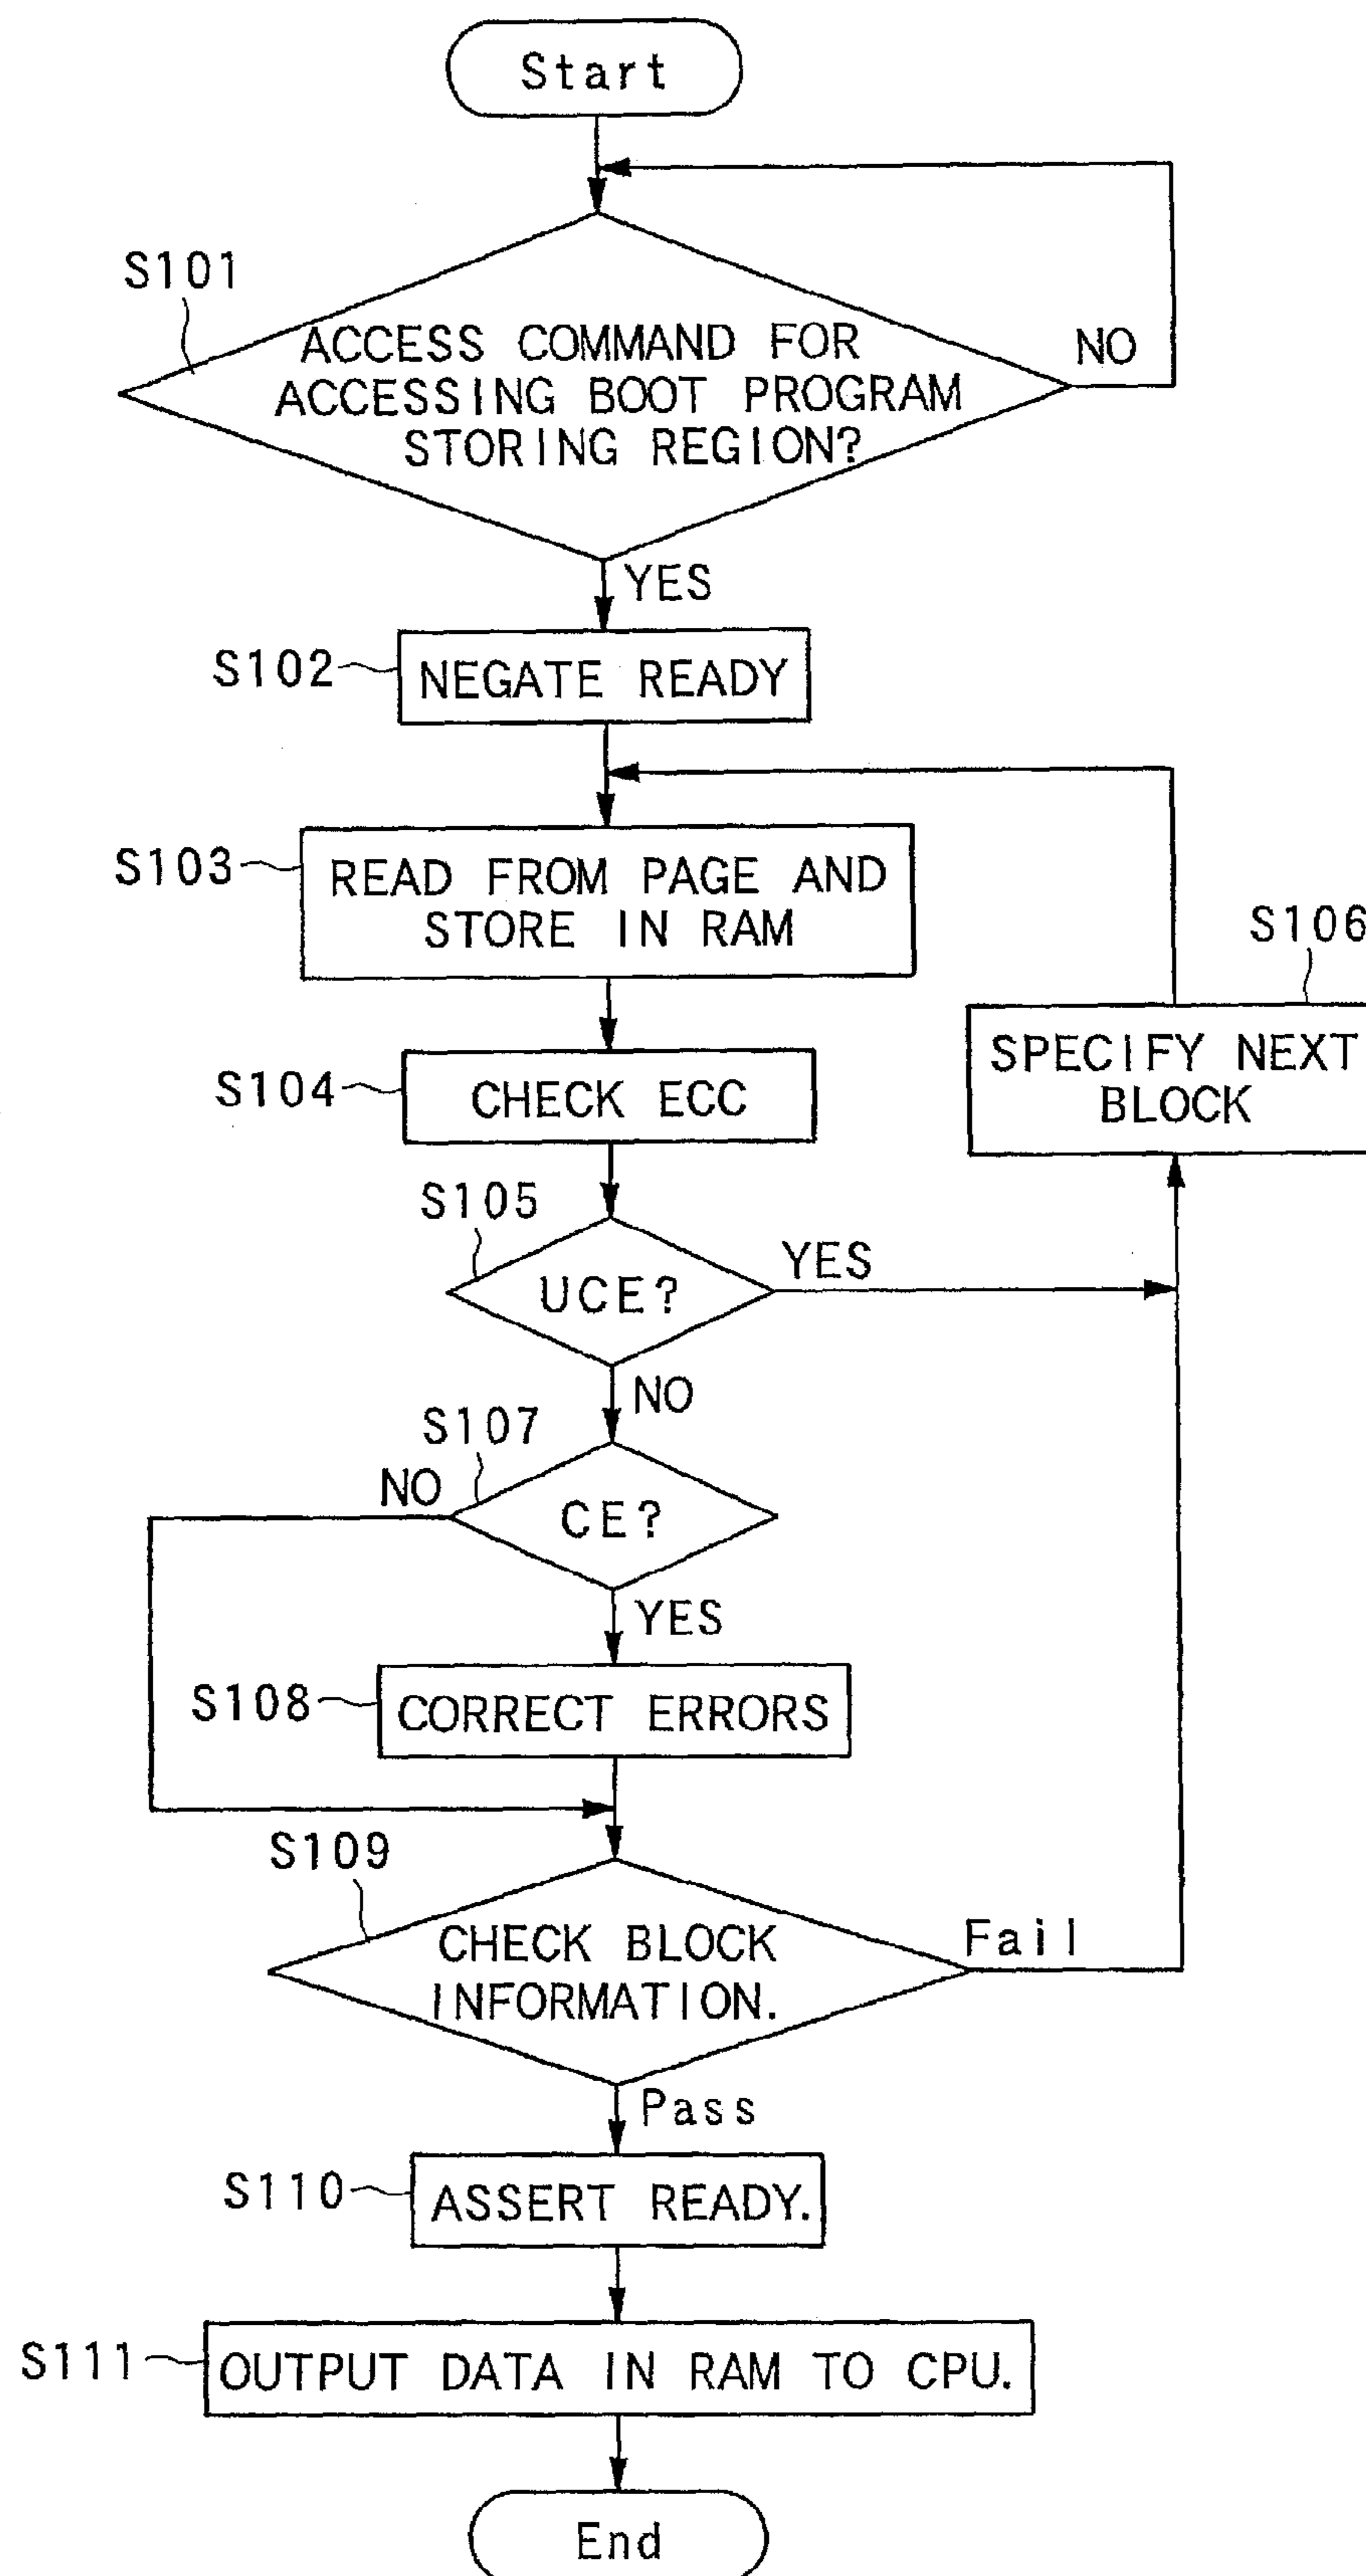 Start
S101
ACCESS COMMAND FOR
ACCESSING BOOT PROGRAM
STORING REGION?
NO
YES
S102
NEGATE READY
S103
READ FROM PAGE AND
STORE IN RAM
S106
SPECIFY NEXT
BLOCK
S104
CHECK ECC
S105
UCE?
YES
NO
S107
NO
CE?
YES
S108
CORRECT ERRORS
S109
CHECK BLOCK
INFORMATION.
Fail
Pass
S110
ASSERT READY.
S111
OUTPUT DATA IN RAM TO CPU.
End